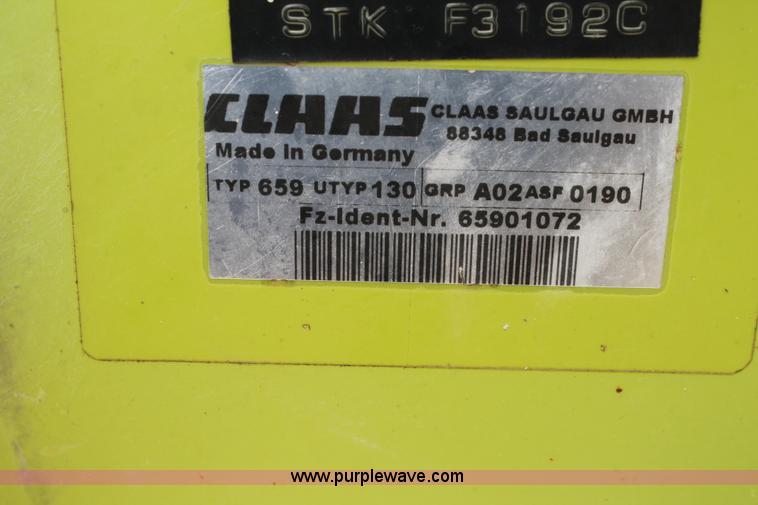 STK F3192C
CLAAS CLAAS SAULGAU GMBH
88348 Bad Saulgau
Made In Germany
TYP 659 UTYP 130 GRP A02 ASF 0190
Fz-Ident-Nr. 65901072
www.purplewave.com